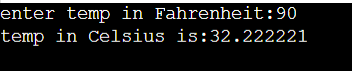 enter temp in Fahrenheit:90
temp in Celsius is:32.222221